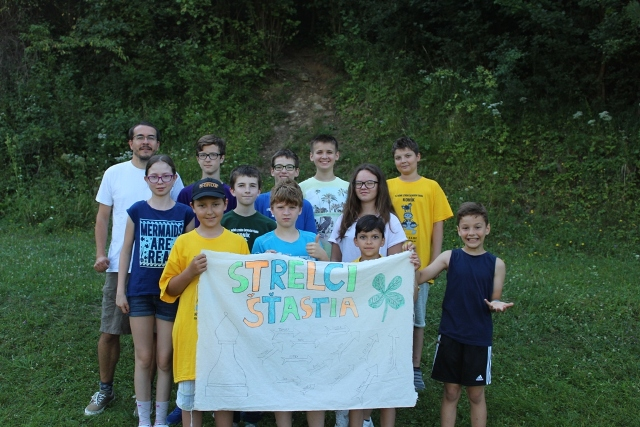 STRELCI
ŠŤASTIA
MERMAIDS
ARE
REAL